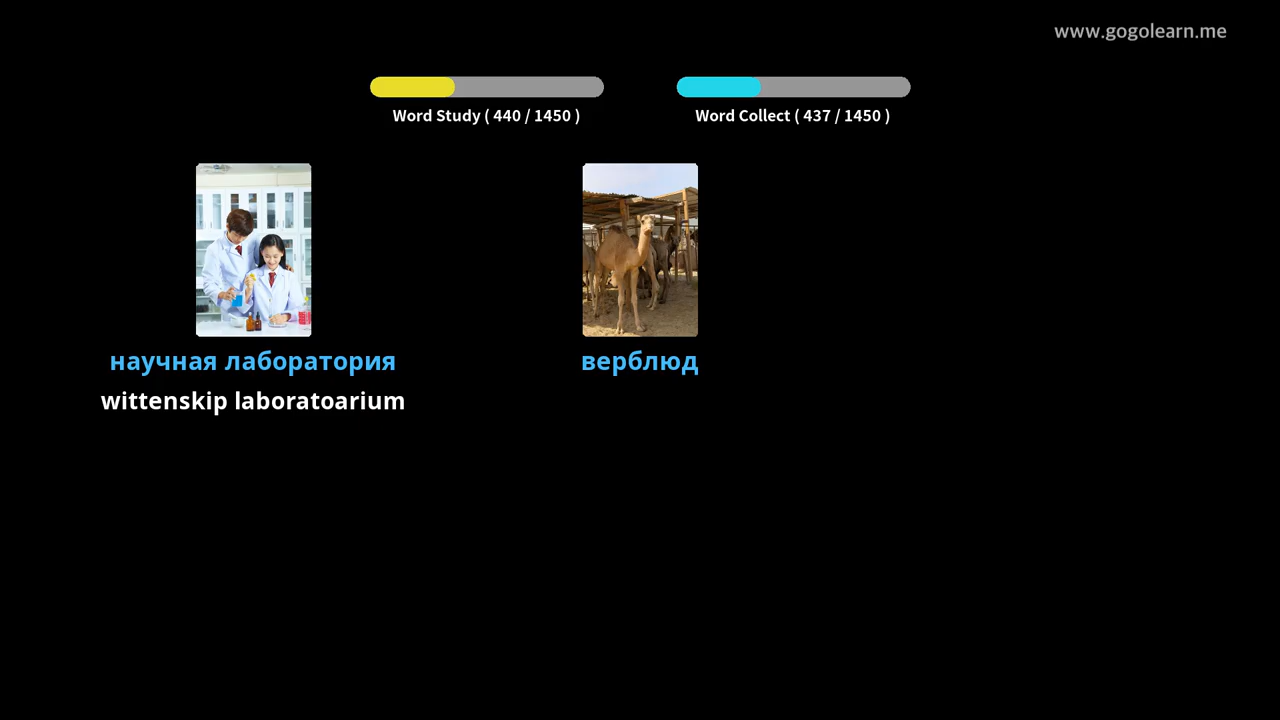 www.gogolearn.me
Word Study ( 440 / 1450 )
Word Collect ( 437 / 1450 )
научная лаборатория
верблюд
wittenskip laboratoarium